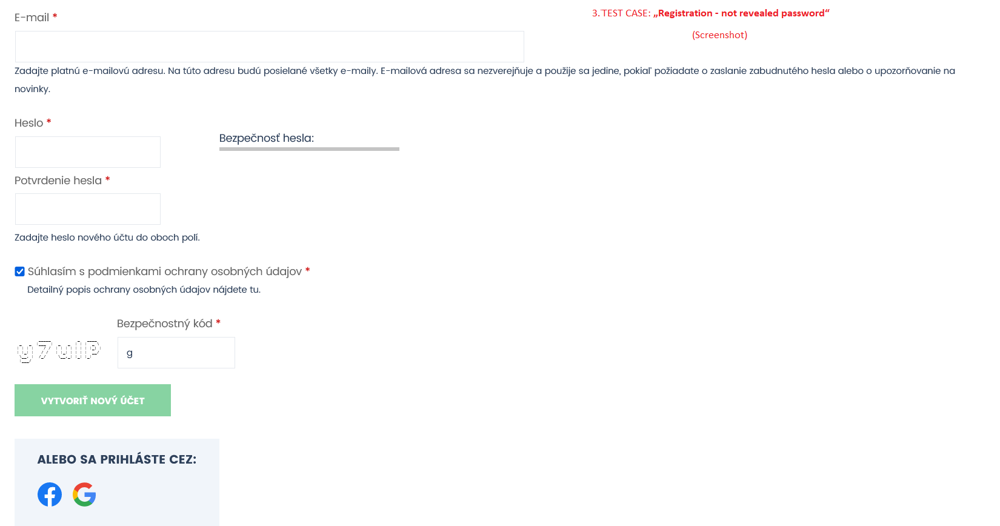 3. TEST CASE: „Registration - not revealed password“
(Screenshot)
E-mail *
Zadajte platnú e-mailovú adresu. Na túto adresu budú posielané všetky e-maily. E-mailová adresa sa nezverejňuje a použije sa jedine, pokiaľ požiadate o zaslanie zabudnutého hesla alebo o upozorňovanie na
novinky.
Heslo *
Bezpečnosť hesla:
Potvrdenie hesla *
Zadajte heslo nového účtu do oboch polí.
Súhlasím s podmienkami ochrany osobných údajov *
Detailný popis ochrany osobných údajov nájdete tu.
Bezpečnostný kód *
g
VYTVORIŤ NOVÝ ÚČET
ALEBO SA PRIHLÁSTE CEZ: